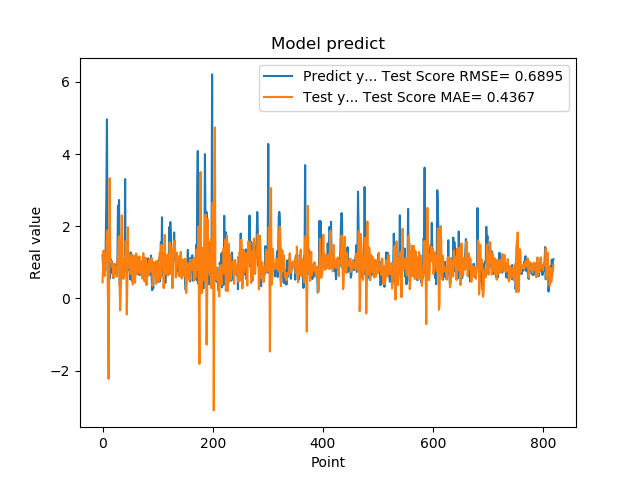 Model predict
Predict y... Test Score RMSE= 0.6895
Test y... Test Score MAE= 0.4367
Real value
6
4
2
0
−2
0 200 400 600 800
Point